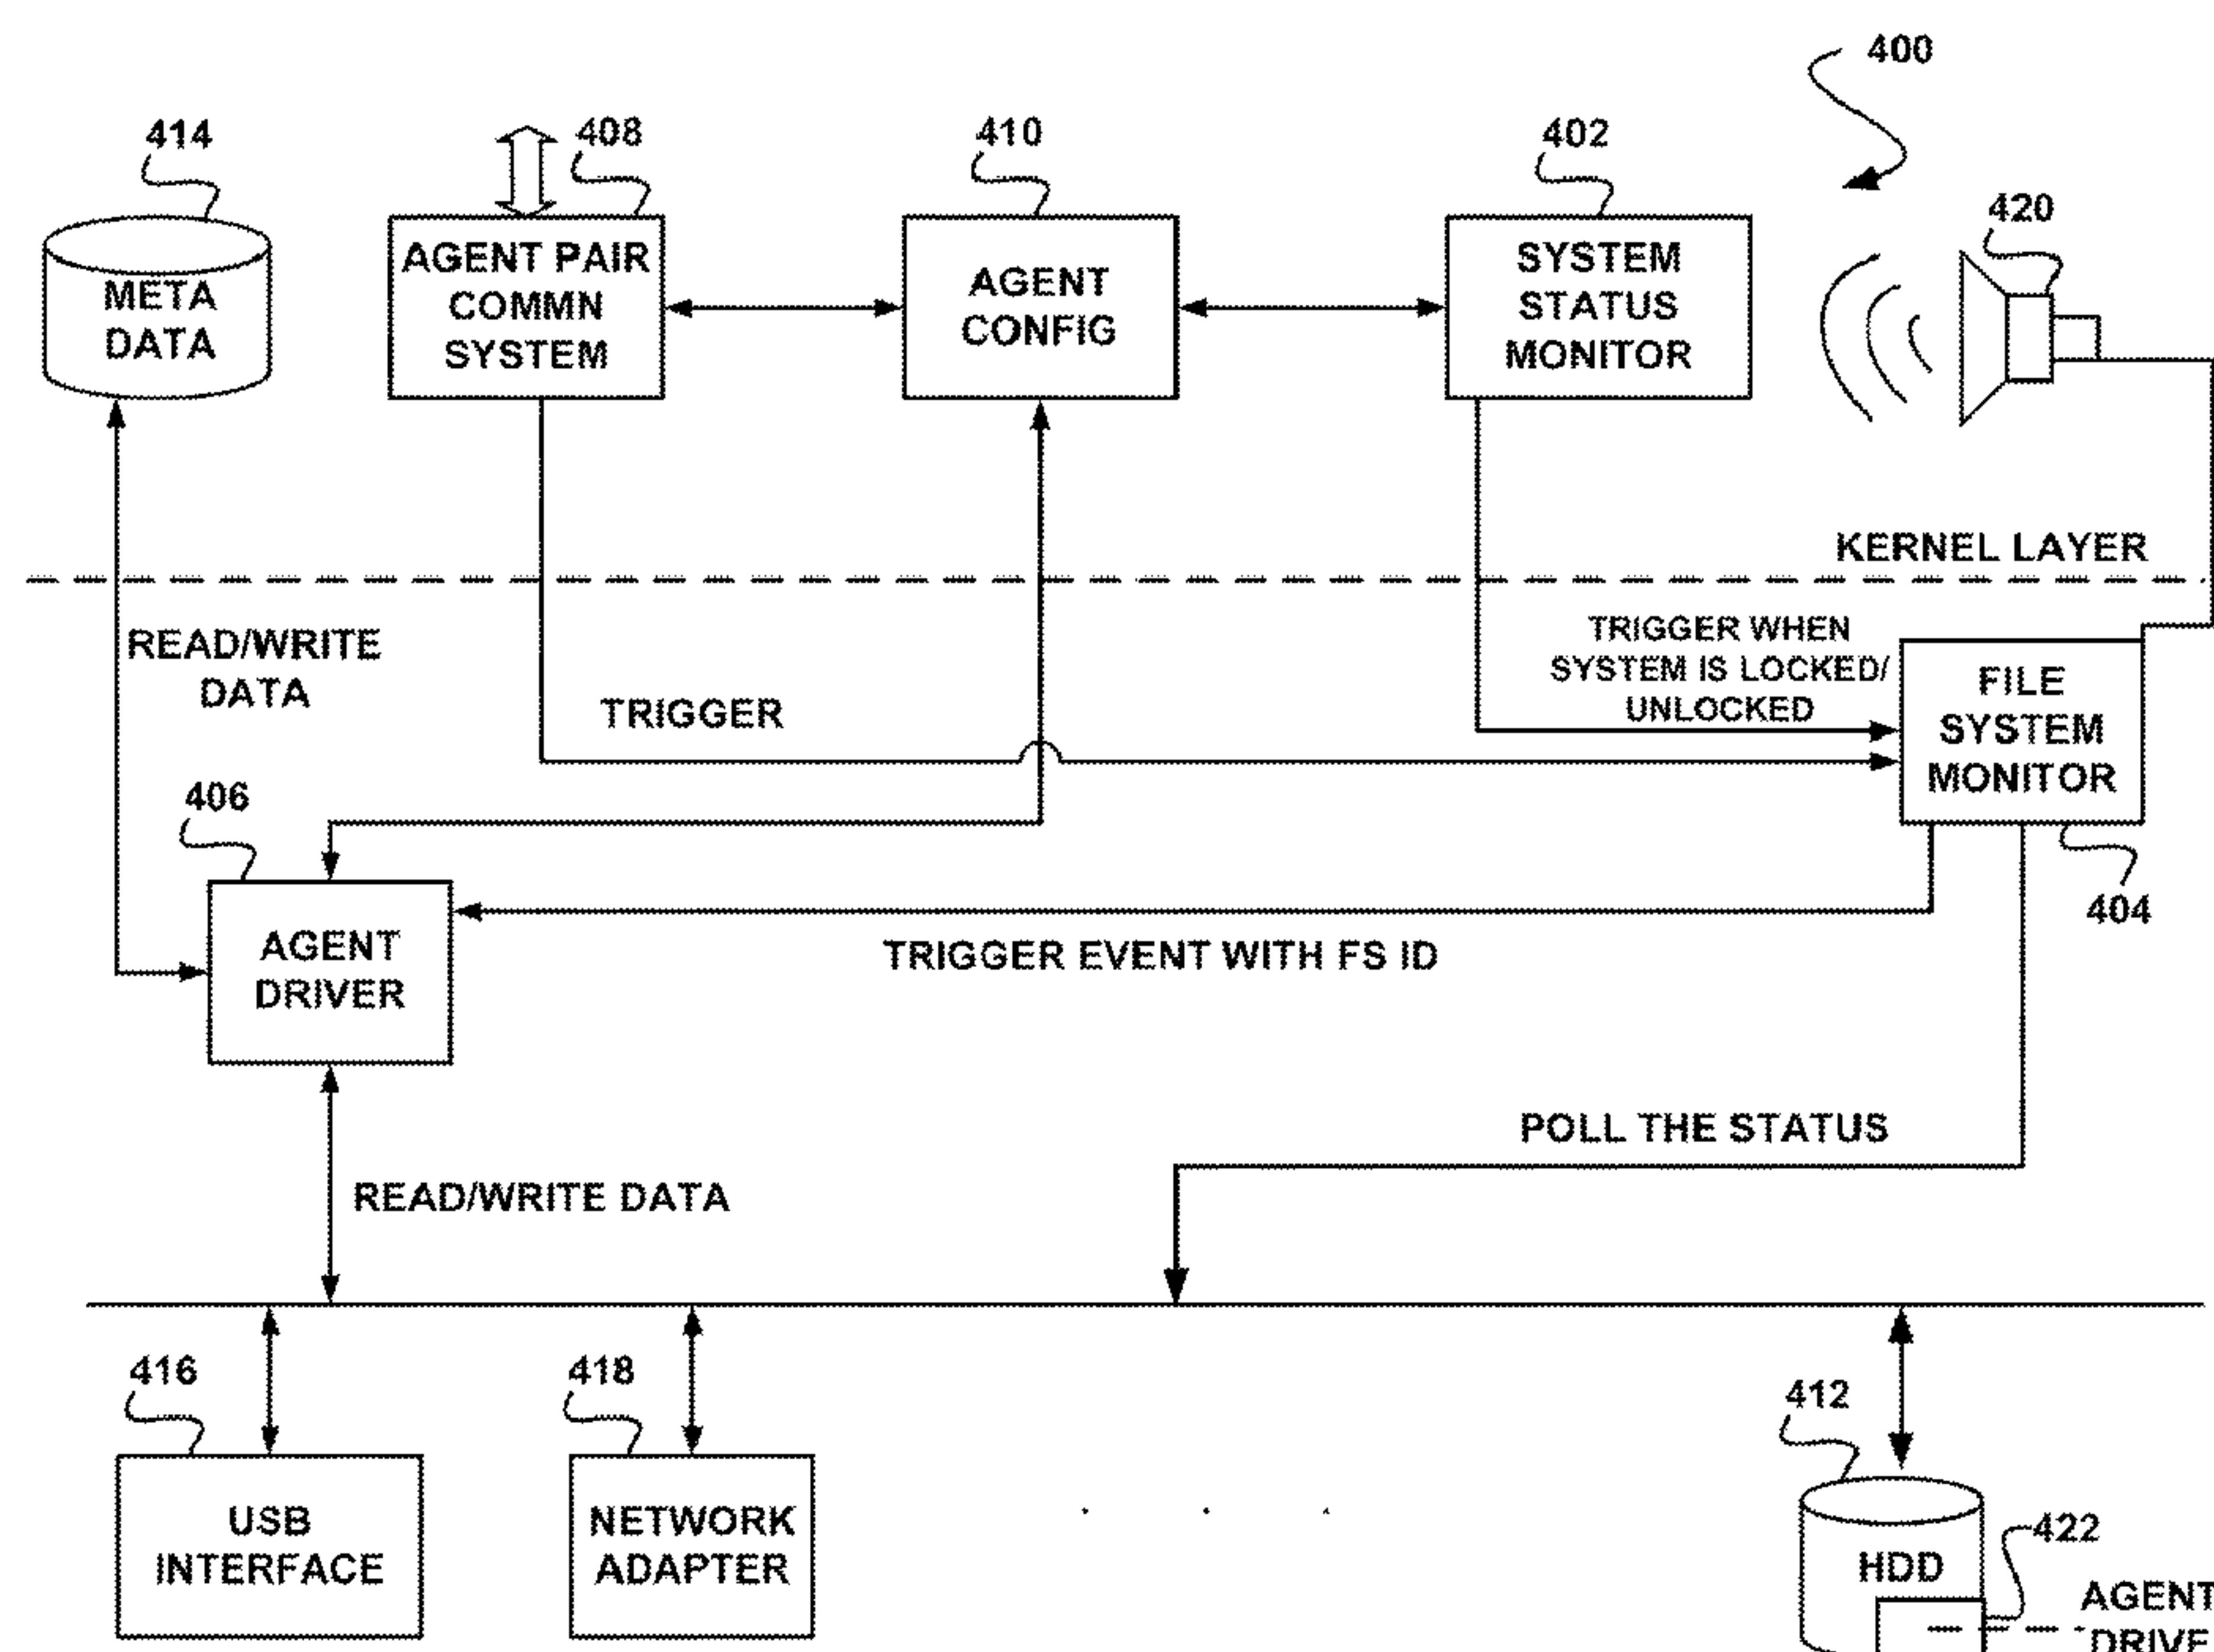 400
414
408
410
402
420
META
DATA
AGENT PAIR
COMMN
SYSTEM
AGENT
CONFIG
SYSTEM
STATUS
MONITOR
KERNEL LAYER
READ/WRITE
DATA
TRIGGER
TRIGGER WHEN
SYSTEM IS LOCKED/
UNLOCKED
FILE
SYSTEM
MONITOR
406
404
AGENT
DRIVER
TRIGGER EVENT WITH FS ID
POLL THE STATUS
READ/WRITE DATA
416
418
412
USB
INTERFACE
NETWORK
ADAPTER
HDD
422
AGENT
DRIVE